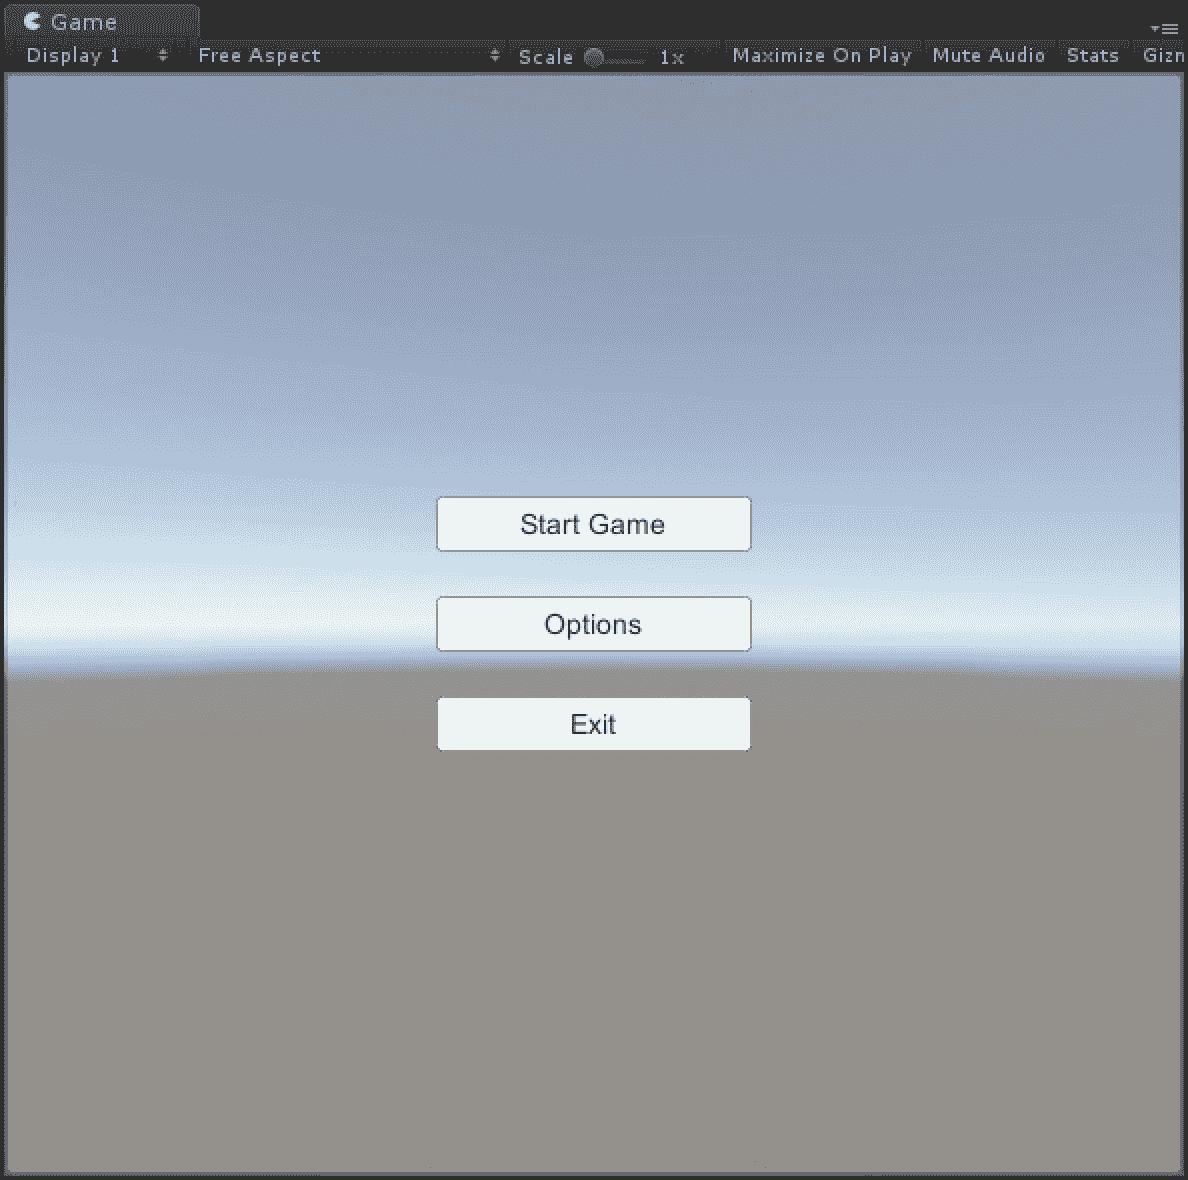 Game
Display 1 Free Aspect Scale 1x Maximize On Play Mute Audio Stats Gizn
Start Game
Options
Exit